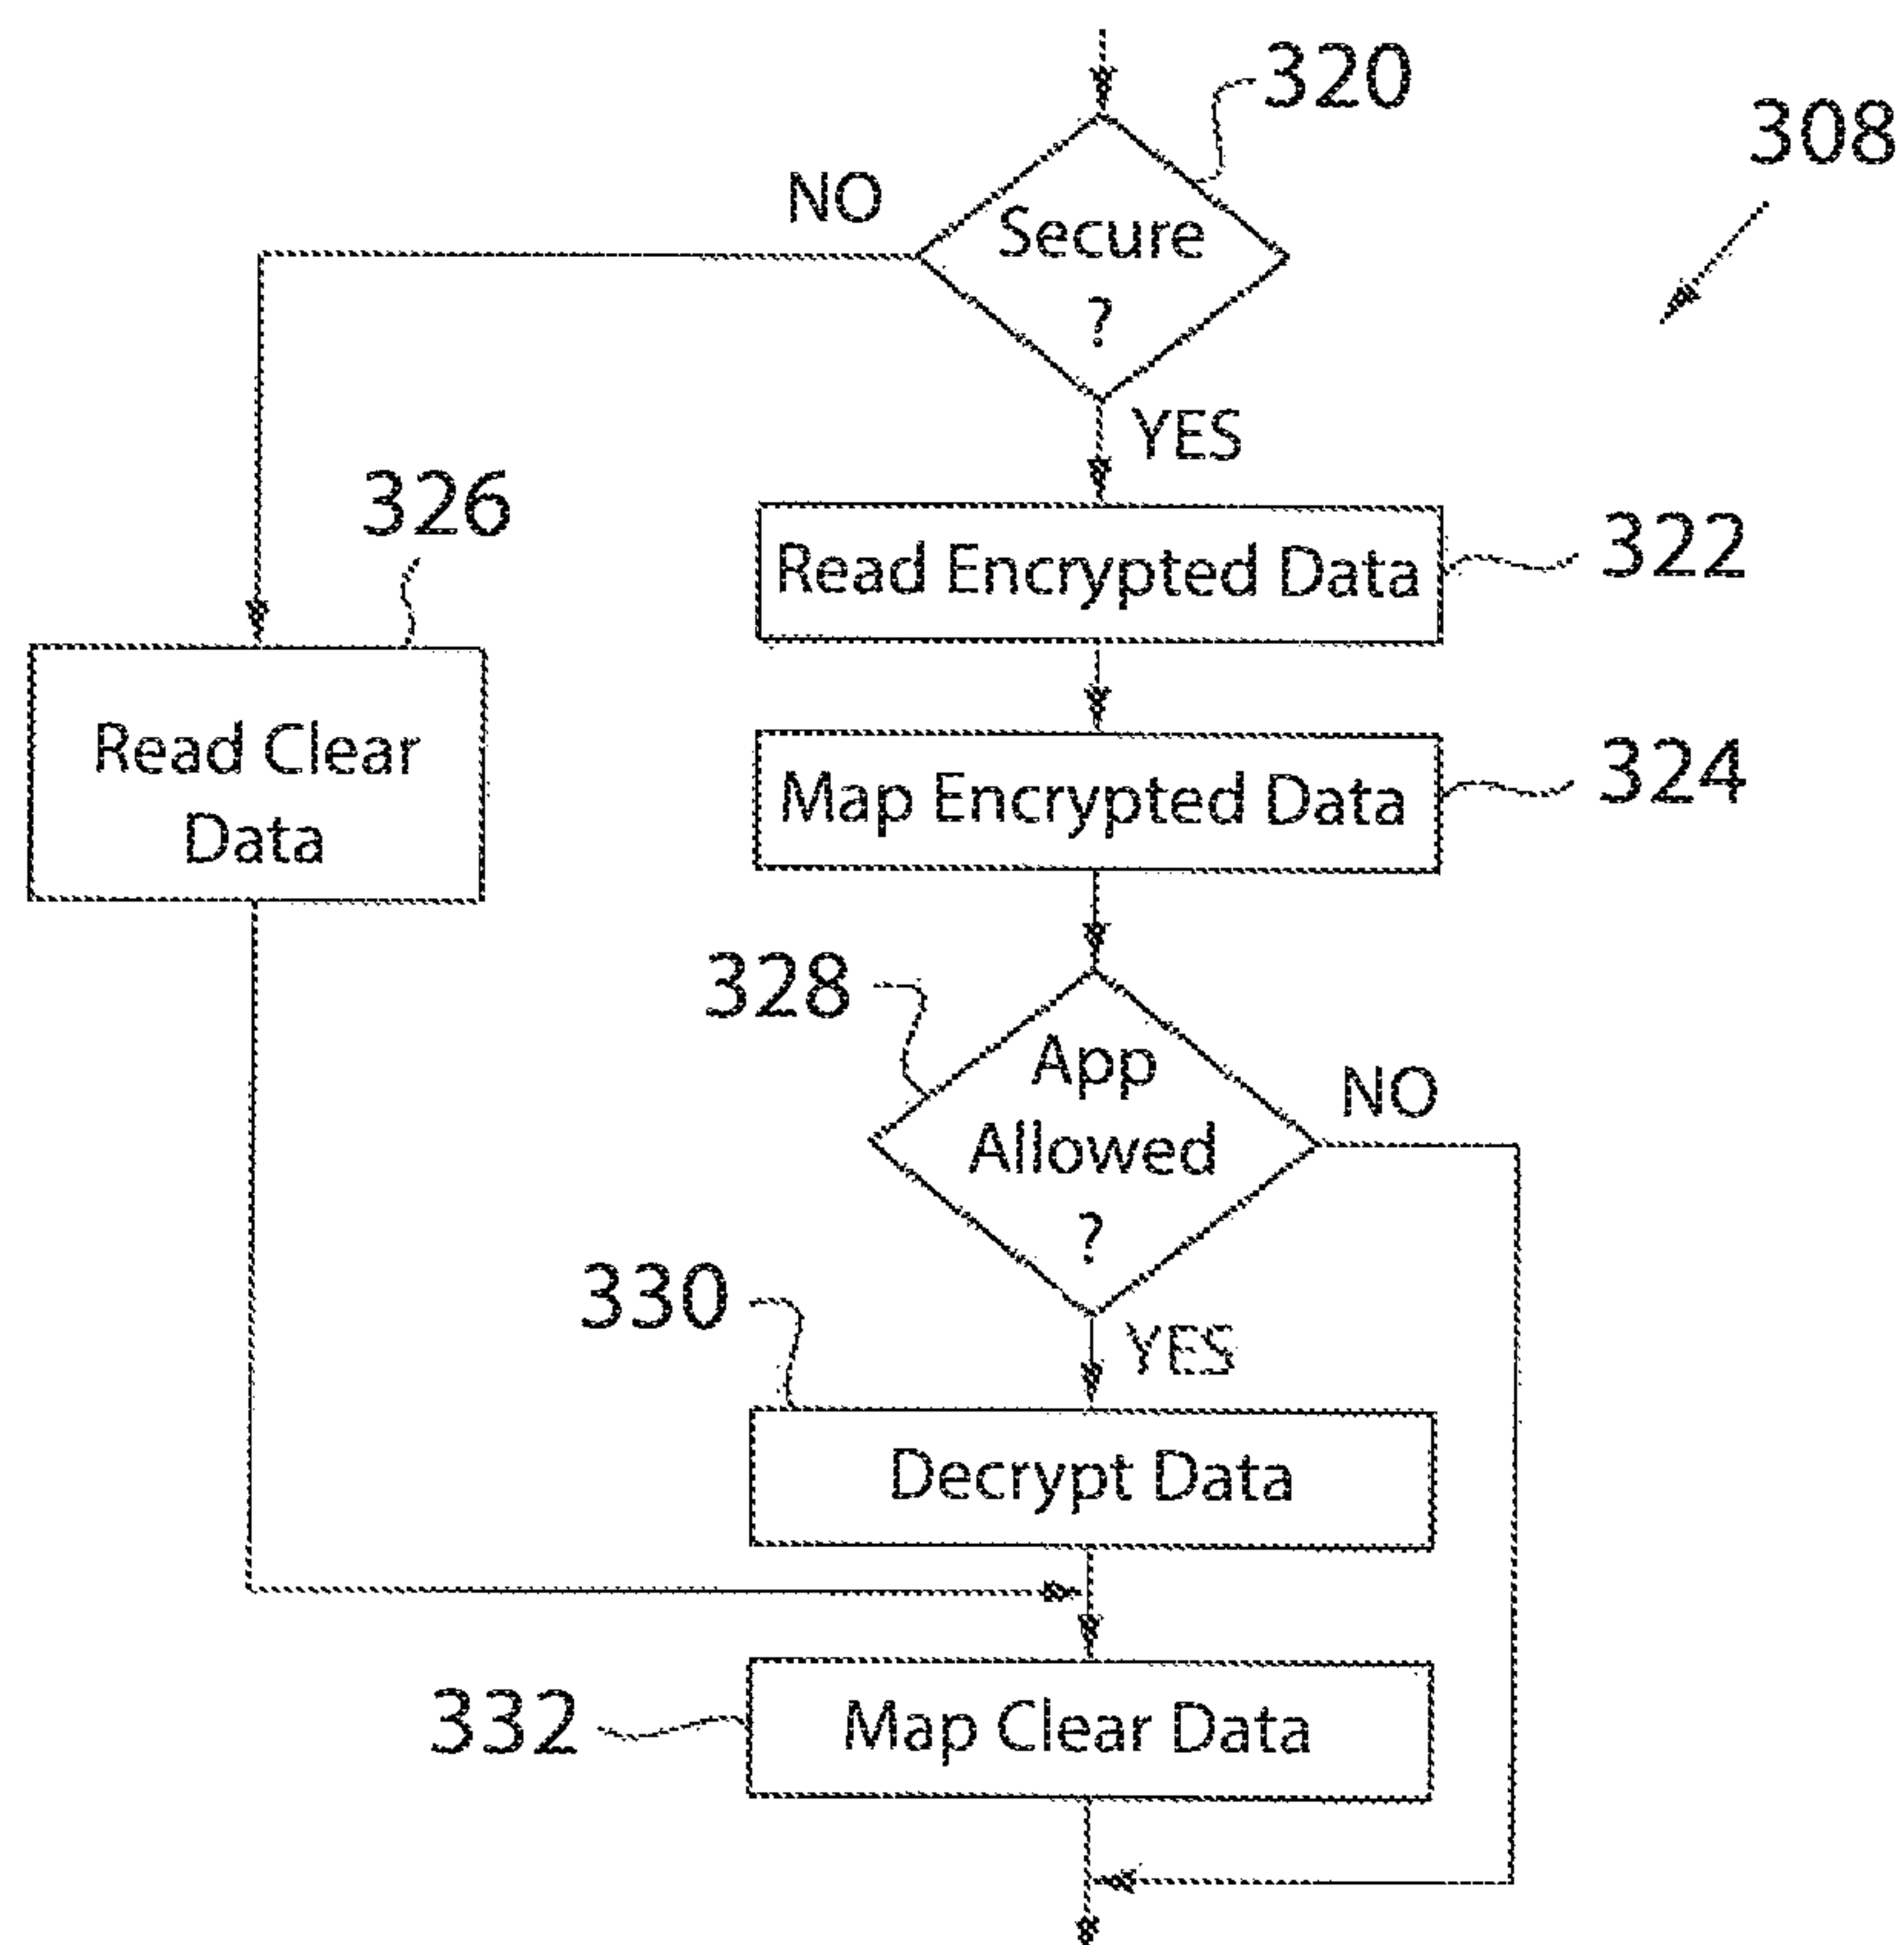 320
308
NO
Secure
?
YES
326
Read Encrypted Data
322
Read Clear
Data
Map Encrypted Data
324
328
App
Allowed
?
NO
330
YES
Decrypt Data
332
Map Clear Data